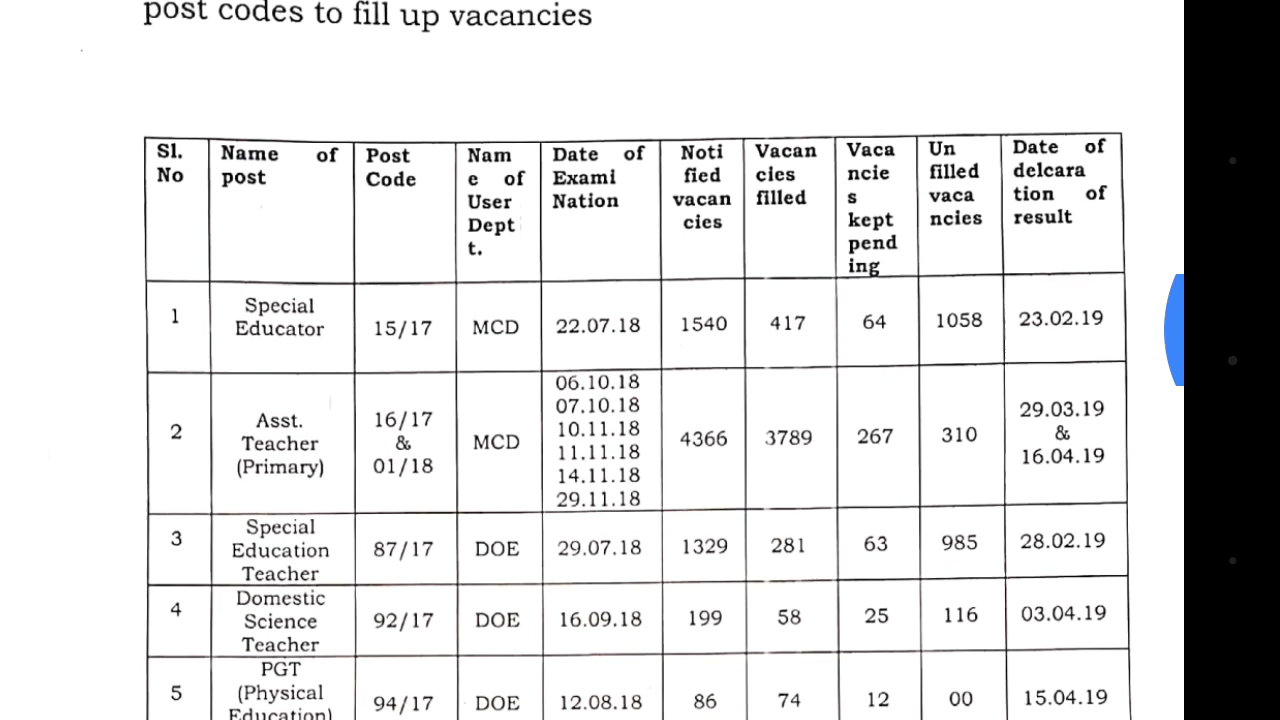 post codes to fill up vacancies
Sl. No | Name of post | Post Code | Nam e of User Dept t. | Date of Exami Nation | Noti fied vacan cies | Vacan cies filled | Vaca ncie s kept pend ing | Un filled vaca ncies | Date of delcara tion of result
1 | Special Educator | 15/17 | MCD | 22.07.18 | 1540 | 417 | 64 | 1058 | 23.02.19
2 | Asst. Teacher (Primary) | 16/17 & 01/18 | MCD | 06.10.18 07.10.18 10.11.18 11.11.18 14.11.18 29.11.18 | 4366 | 3789 | 267 | 310 | 29.03.19 & 16.04.19
3 | Special Education Teacher | 87/17 | DOE | 29.07.18 | 1329 | 281 | 63 | 985 | 28.02.19
4 | Domestic Science Teacher | 92/17 | DOE | 16.09.18 | 199 | 58 | 25 | 116 | 03.04.19
5 | PGT (Physical Education) | 94/17 | DOE | 12.08.18 | 86 | 74 | 12 | 00 | 15.04.19